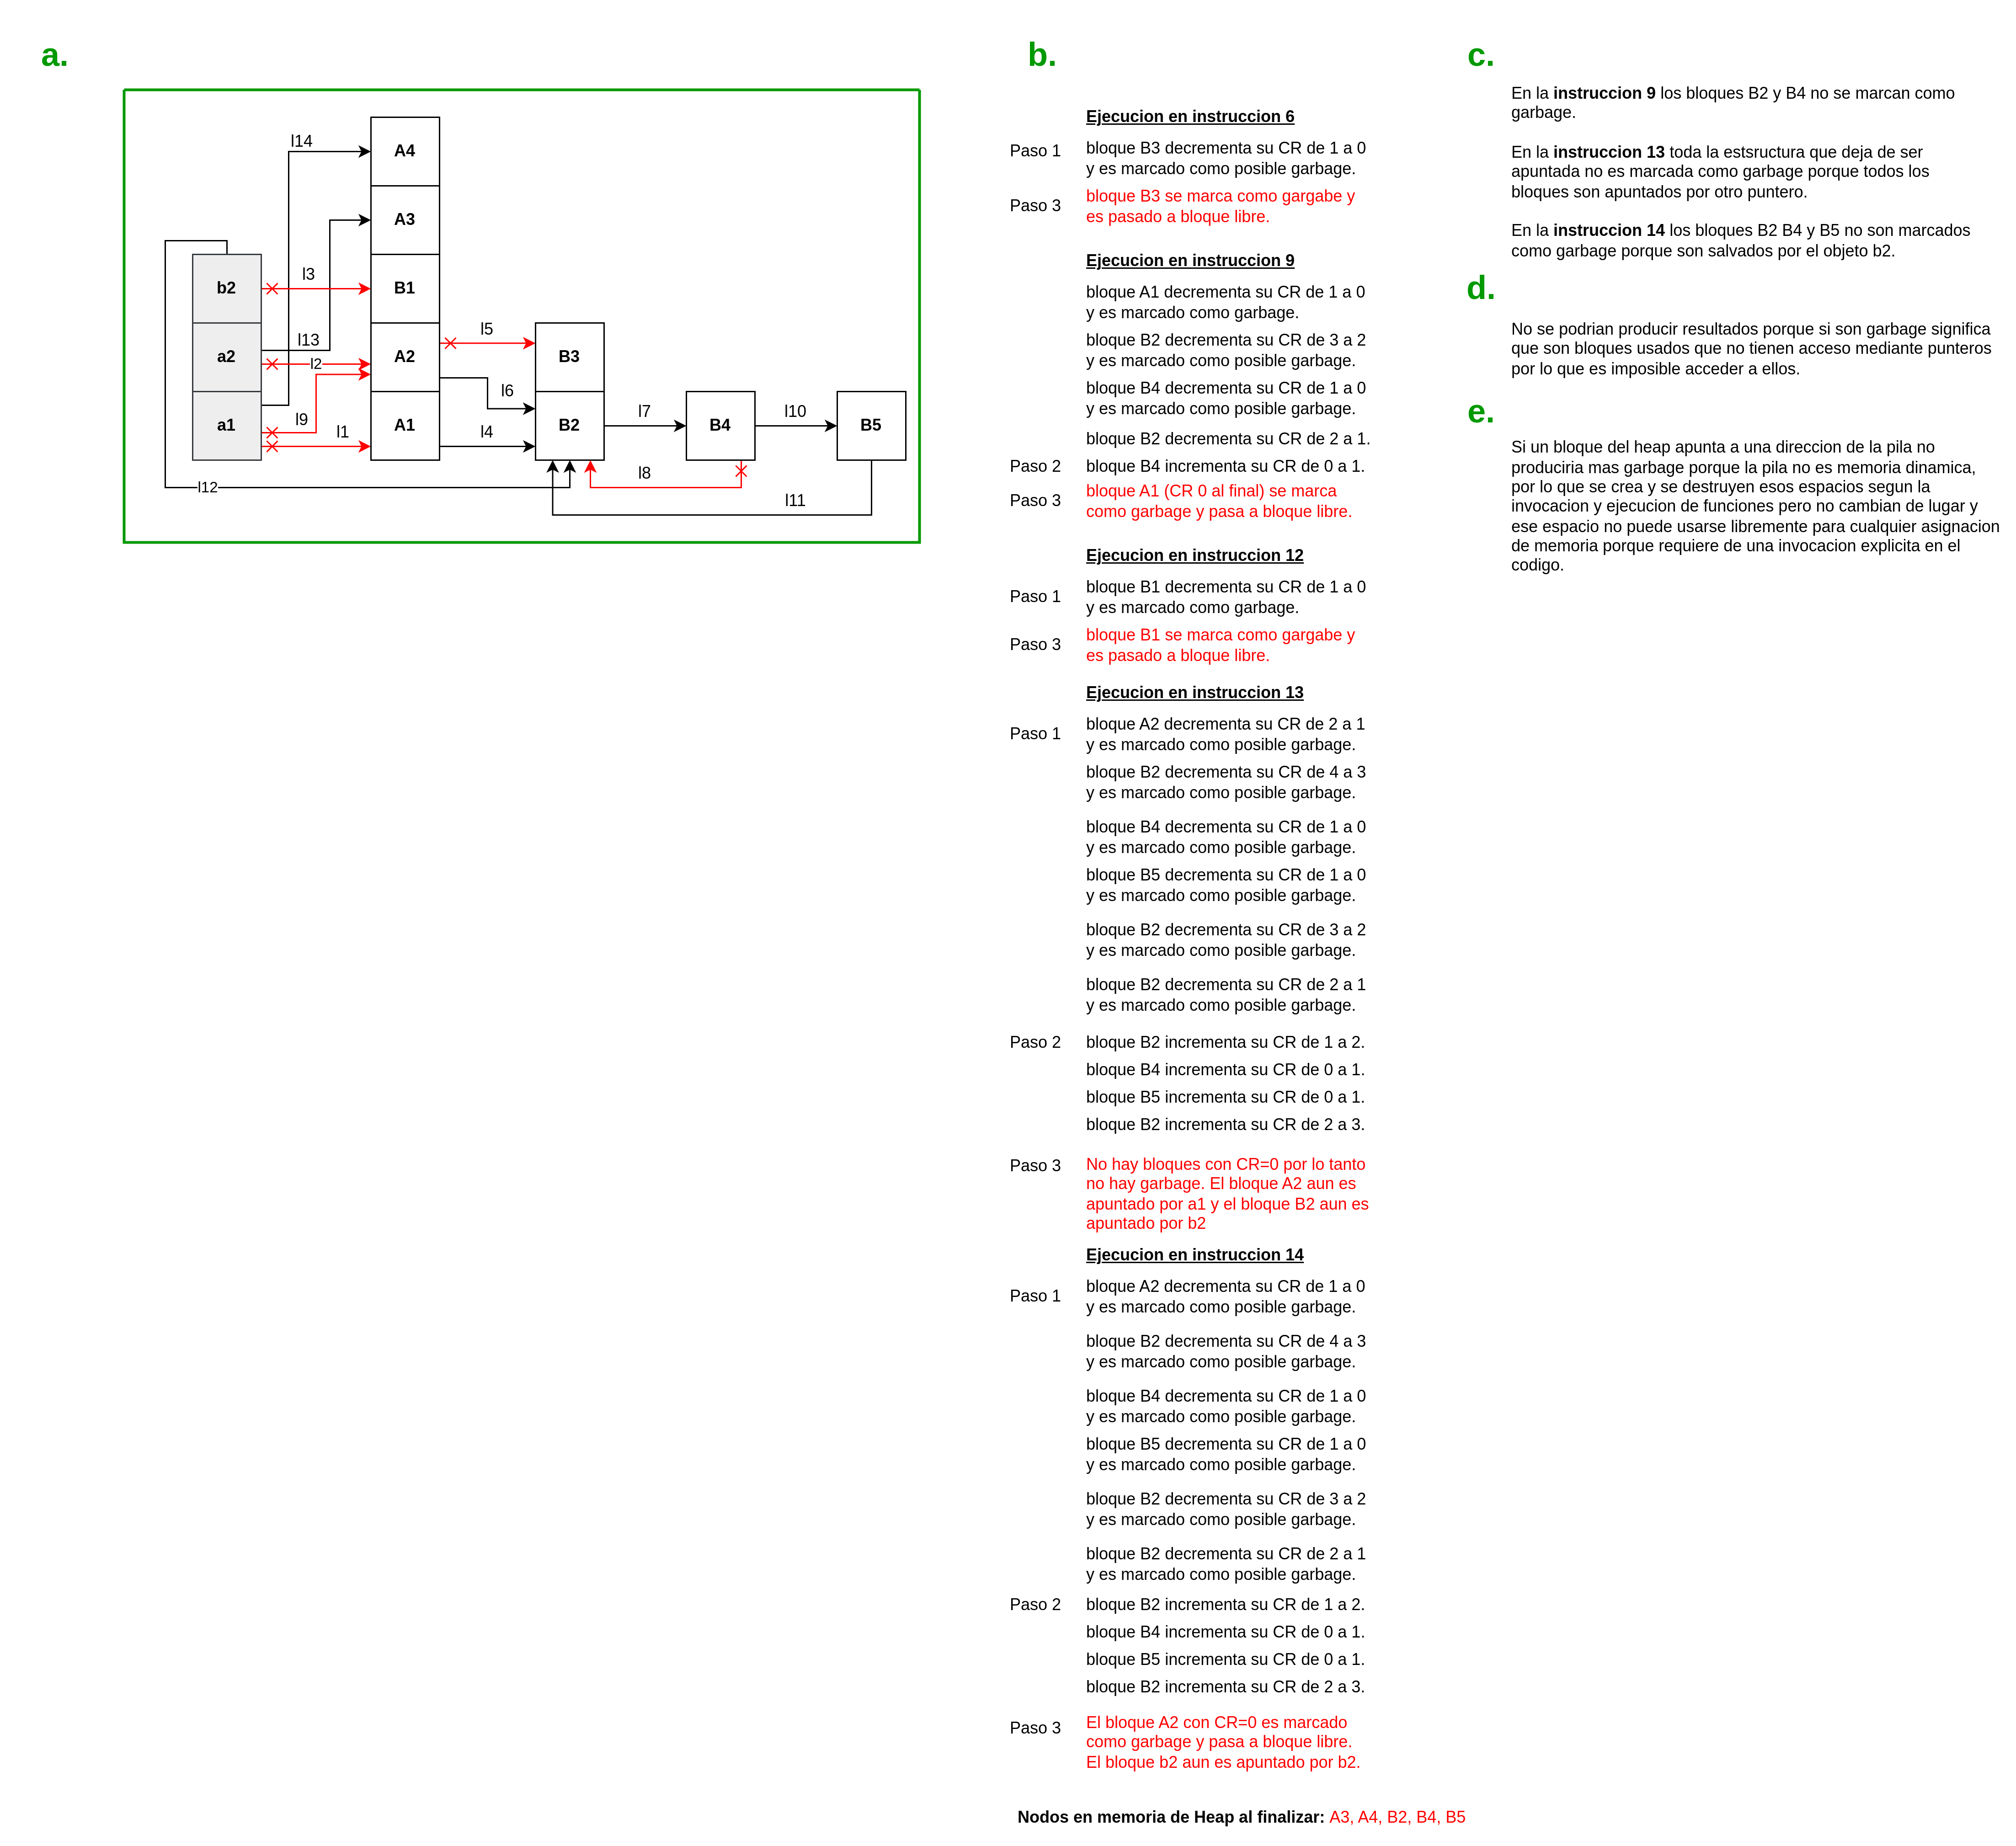 a.
l14
A4
A3
b2
l3
B1
l13
l5
a2
l2
A2
B3
l6
l9
a1
l1
A1
l4
B2
l7
B4
l10
B5
l8
l12
l11
b.
Ejecucion en instruccion 6
Paso 1
bloque B3 decrementa su CR de 1 a 0
y es marcado como posible garbage.
Paso 3
bloque B3 se marca como gargabe y
es pasado a bloque libre.
Ejecucion en instruccion 9
bloque A1 decrementa su CR de 1 a 0
y es marcado como garbage.
bloque B2 decrementa su CR de 3 a 2
y es marcado como posible garbage.
bloque B4 decrementa su CR de 1 a 0
y es marcado como posible garbage.
bloque B2 decrementa su CR de 2 a 1.
Paso 2
bloque B4 incrementa su CR de 0 a 1.
Paso 3
bloque A1 (CR 0 al final) se marca
como garbage y pasa a bloque libre.
Ejecucion en instruccion 12
Paso 1
bloque B1 decrementa su CR de 1 a 0
y es marcado como garbage.
Paso 3
bloque B1 se marca como gargabe y
es pasado a bloque libre.
Ejecucion en instruccion 13
Paso 1
bloque A2 decrementa su CR de 2 a 1
y es marcado como posible garbage.
bloque B2 decrementa su CR de 4 a 3
y es marcado como posible garbage.
bloque B4 decrementa su CR de 1 a 0
y es marcado como posible garbage.
bloque B5 decrementa su CR de 1 a 0
y es marcado como posible garbage.
bloque B2 decrementa su CR de 3 a 2
y es marcado como posible garbage.
bloque B2 decrementa su CR de 2 a 1
y es marcado como posible garbage.
Paso 2
bloque B2 incrementa su CR de 1 a 2.
bloque B4 incrementa su CR de 0 a 1.
bloque B5 incrementa su CR de 0 a 1.
bloque B2 incrementa su CR de 2 a 3.
Paso 3
No hay bloques con CR=0 por lo tanto
no hay garbage. El bloque A2 aun es
apuntado por a1 y el bloque B2 aun es
apuntado por b2
Ejecucion en instruccion 14
Paso 1
bloque A2 decrementa su CR de 1 a 0
y es marcado como posible garbage.
bloque B2 decrementa su CR de 4 a 3
y es marcado como posible garbage.
bloque B4 decrementa su CR de 1 a 0
y es marcado como posible garbage.
bloque B5 decrementa su CR de 1 a 0
y es marcado como posible garbage.
bloque B2 decrementa su CR de 3 a 2
y es marcado como posible garbage.
bloque B2 decrementa su CR de 2 a 1
y es marcado como posible garbage.
Paso 2
bloque B2 incrementa su CR de 1 a 2.
bloque B4 incrementa su CR de 0 a 1.
bloque B5 incrementa su CR de 0 a 1.
bloque B2 incrementa su CR de 2 a 3.
Paso 3
El bloque A2 con CR=0 es marcado
como garbage y pasa a bloque libre.
El bloque b2 aun es apuntado por b2.
Nodos en memoria de Heap al finalizar: A3, A4, B2, B4, B5
c.
En la instruccion 9 los bloques B2 y B4 no se marcan como
garbage.
En la instruccion 13 toda la estsructura que deja de ser
apuntada no es marcada como garbage porque todos los
bloques son apuntados por otro puntero.
En la instruccion 14 los bloques B2 B4 y B5 no son marcados
como garbage porque son salvados por el objeto b2.
d.
No se podrian producir resultados porque si son garbage significa
que son bloques usados que no tienen acceso mediante punteros
por lo que es imposible acceder a ellos.
e.
Si un bloque del heap apunta a una direccion de la pila no
produciria mas garbage porque la pila no es memoria dinamica,
por lo que se crea y se destruyen esos espacios segun la
invocacion y ejecucion de funciones pero no cambian de lugar y
ese espacio no puede usarse libremente para cualquier asignacion
de memoria porque requiere de una invocacion explicita en el
codigo.